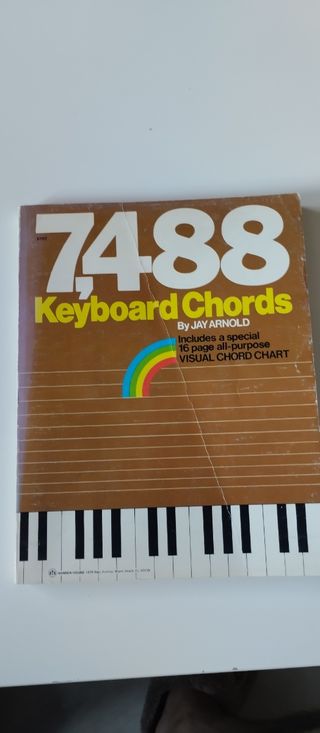 7,488
Keyboard Chords
By JAY ARNOLD
Includes a special
16 page all-purpose
VISUAL CHORD CHART